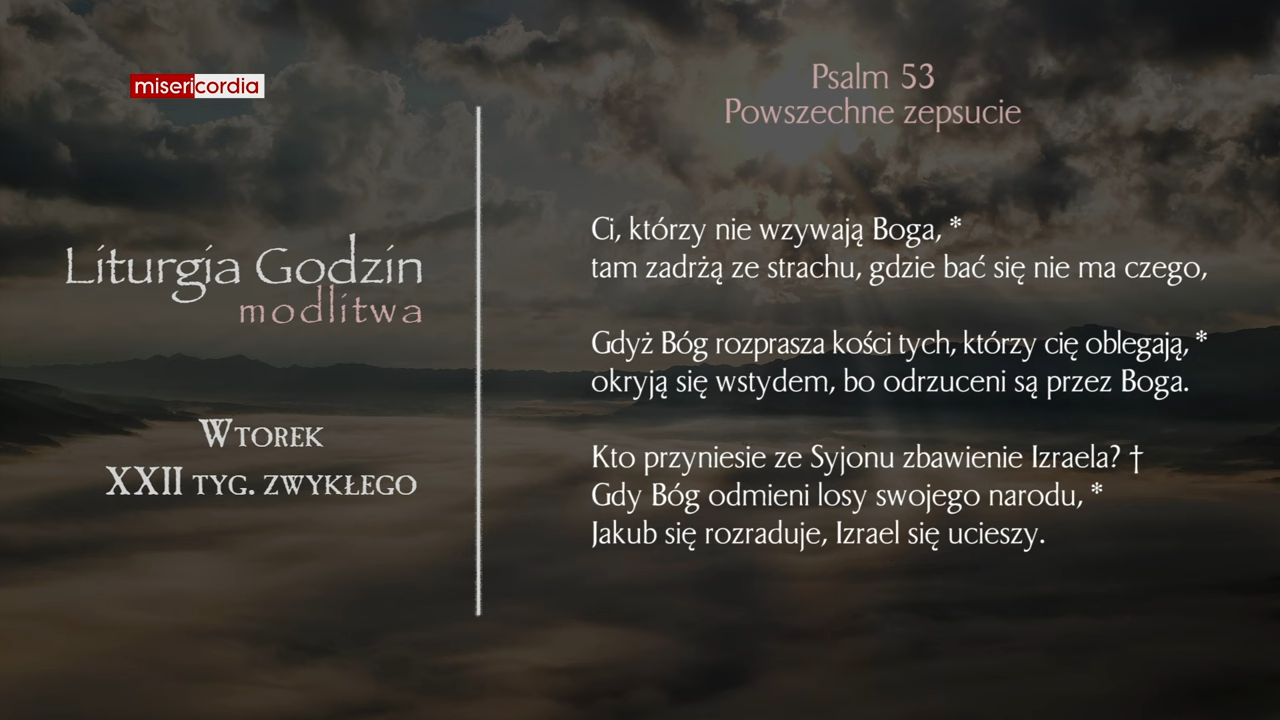 misericordia
Liturgia Godzin
modlitwa
Wtorek
XXII tyg. zwykłego
Psalm 53
Powszechne zepsucie
Ci, którzy nie wzywają Boga, *
tam zadrżą ze strachu, gdzie bać się nie ma czego,
Gdyż Bóg rozprasza kości tych, którzy cię oblegają, *
okryją się wstydem, bo odrzuceni są przez Boga.
Kto przyniesie ze Syjonu zbawienie Izraela? †
Gdy Bóg odmieni losy swojego narodu, *
Jakub się rozraduje, Izrael się ucieszy.